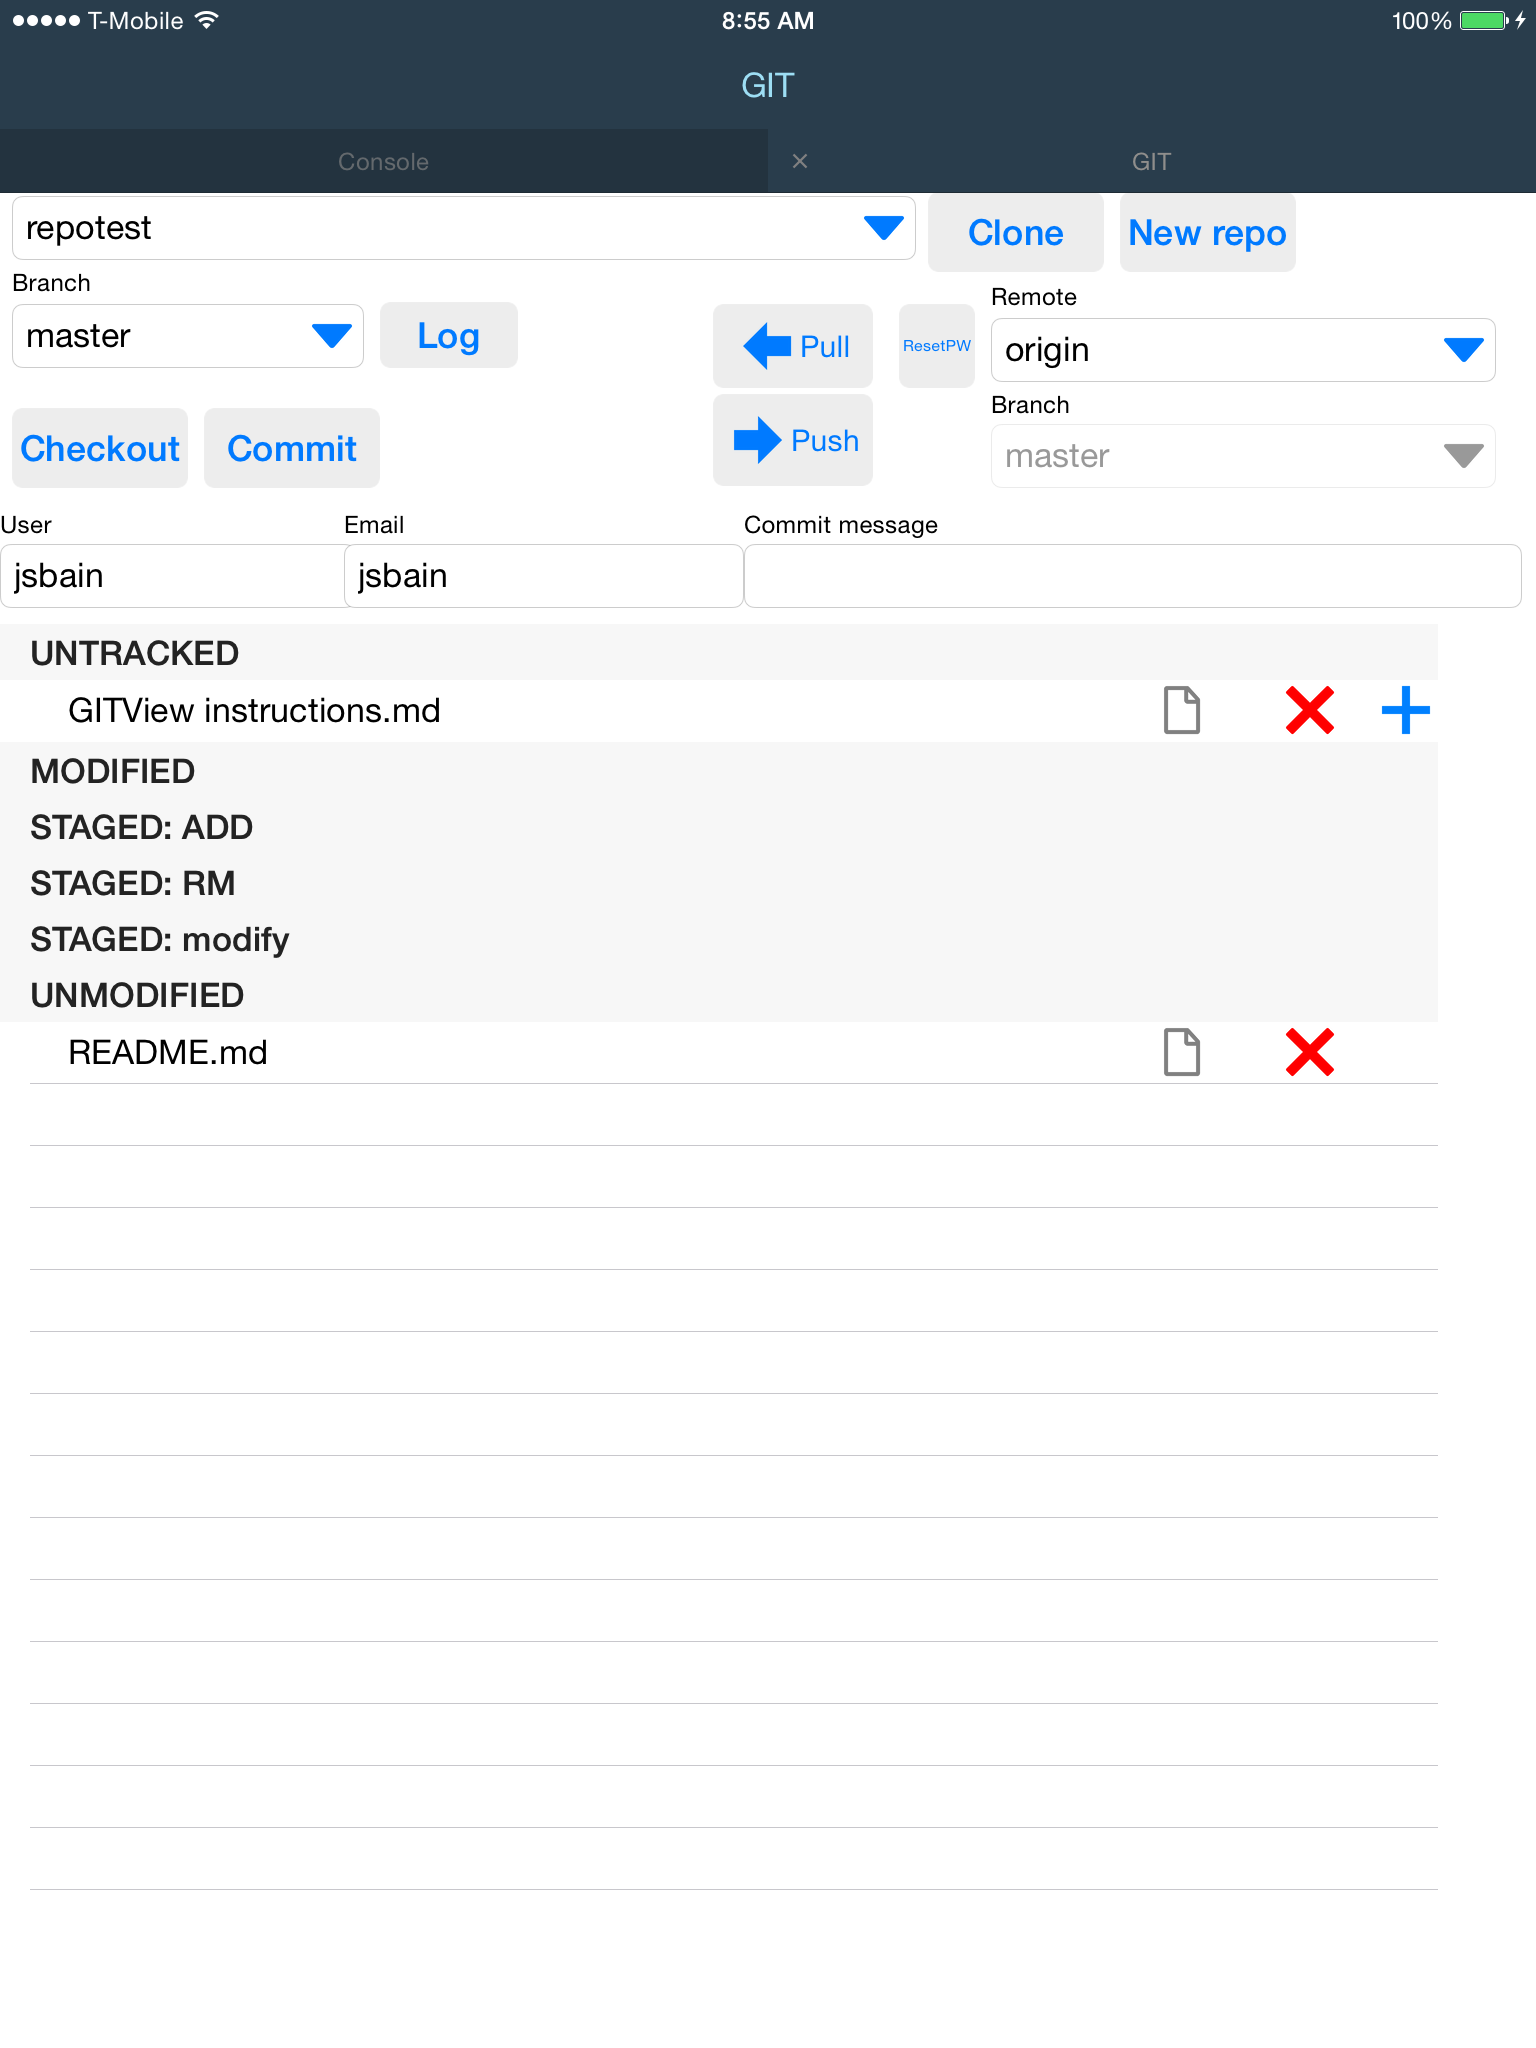 T-Mobile 8:55 AM 100%
GIT
Console × GIT
repotest Clone New repo
Branch
master Log
Pull ResetPW
Remote
origin
Checkout Commit
Push
Branch
master
User Email Commit message
jsbain jsbain
UNTRACKED
GITView instructions.md
MODIFIED
STAGED: ADD
STAGED: RM
STAGED: modify
UNMODIFIED
README.md